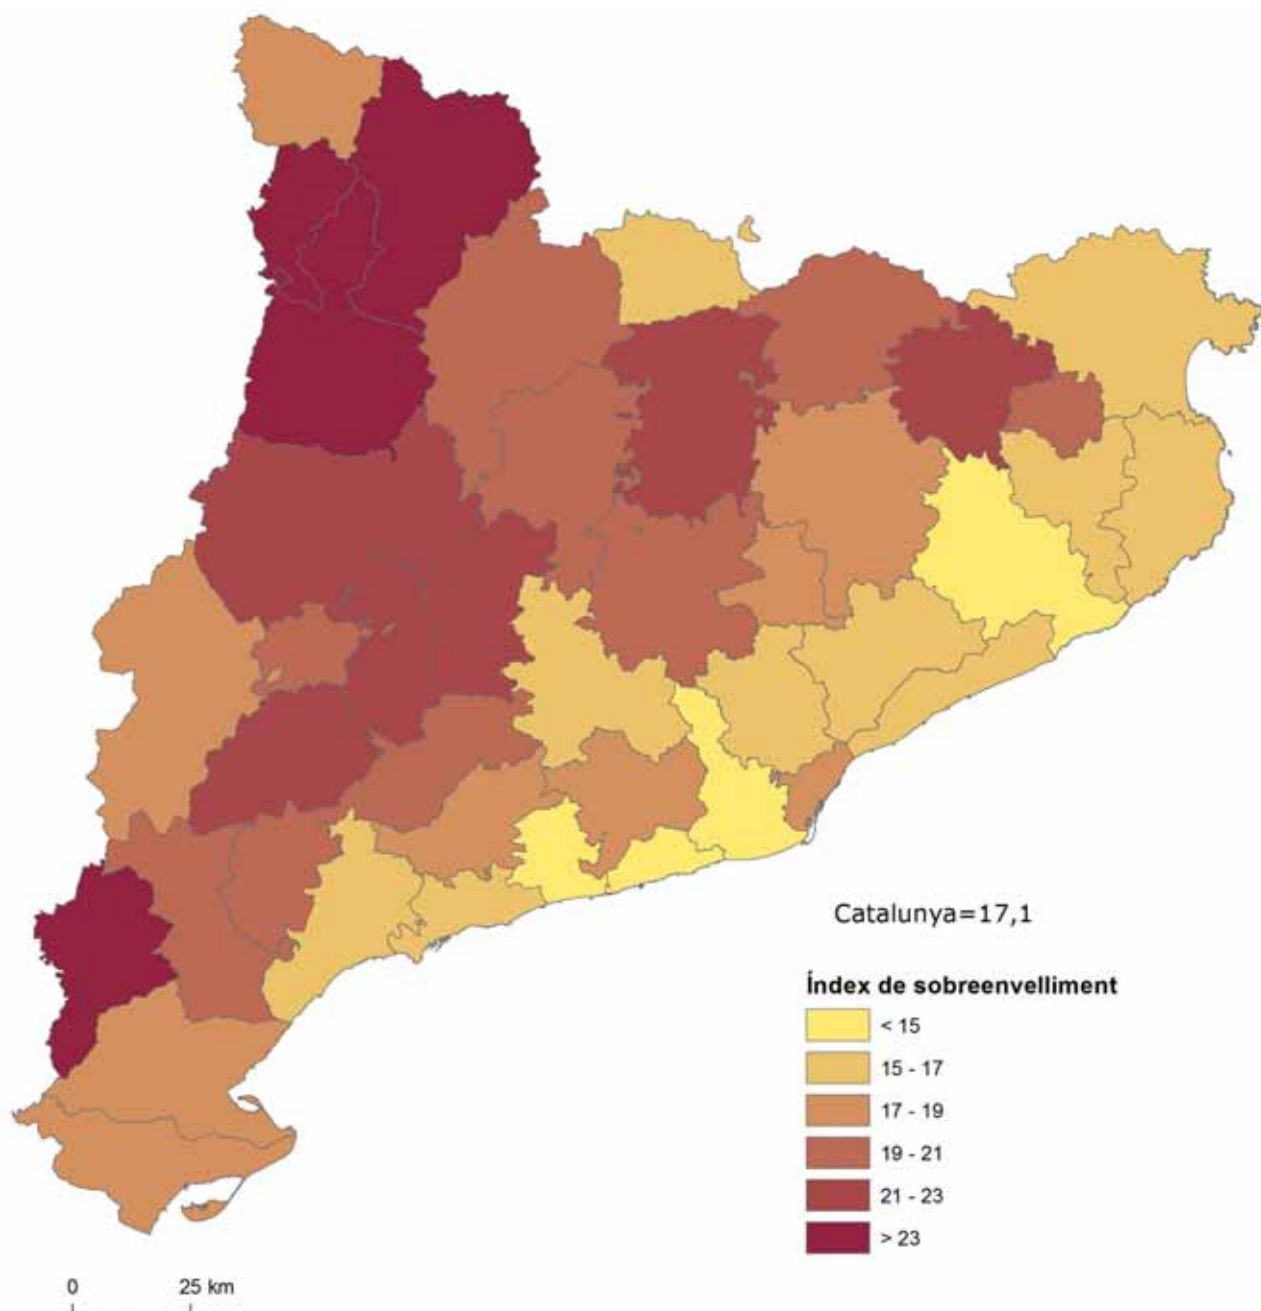 Catalunya=17,1
Índex de sobreenvelliment
< 15
15 - 17
17 - 19
19 - 21
21 - 23
> 23
0 25 km